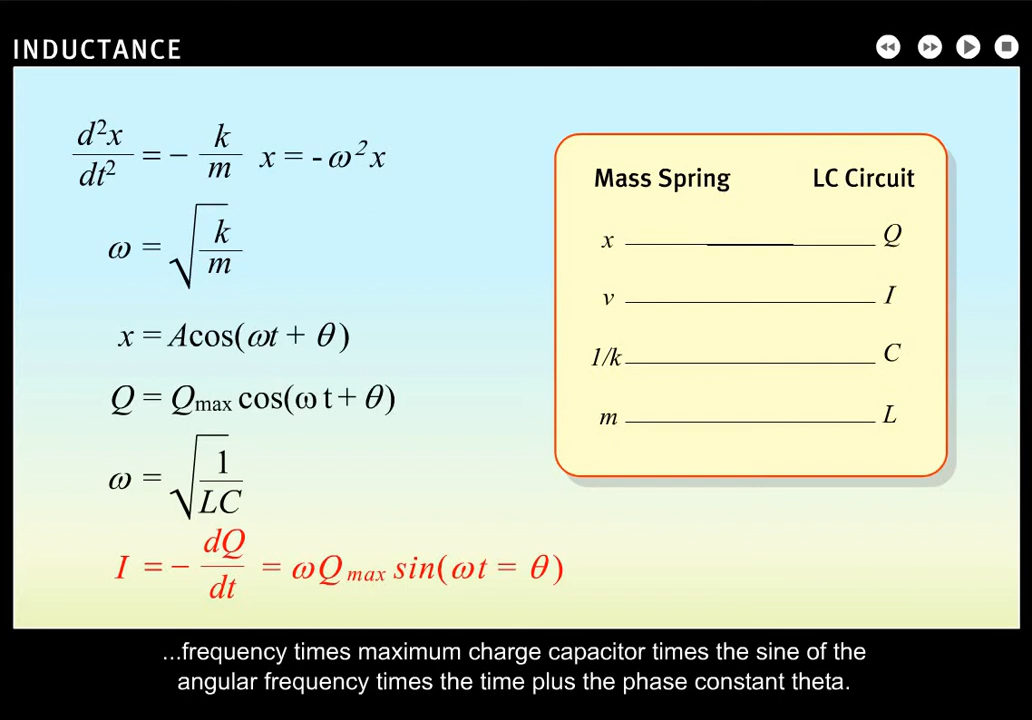 INDUCTANCE
d²x/dt² = - k/m x = -ω²x
ω = √(k/m)
x = Acos(ωt + θ)
Q = Qmax cos(ωt + θ)
ω = √(1/LC)
I = - dQ/dt = ωQmax sin(ωt = θ)
Mass Spring LC Circuit
x Q
v I
1/k C
m L
...frequency times maximum charge capacitor times the sine of the
angular frequency times the time plus the phase constant theta.